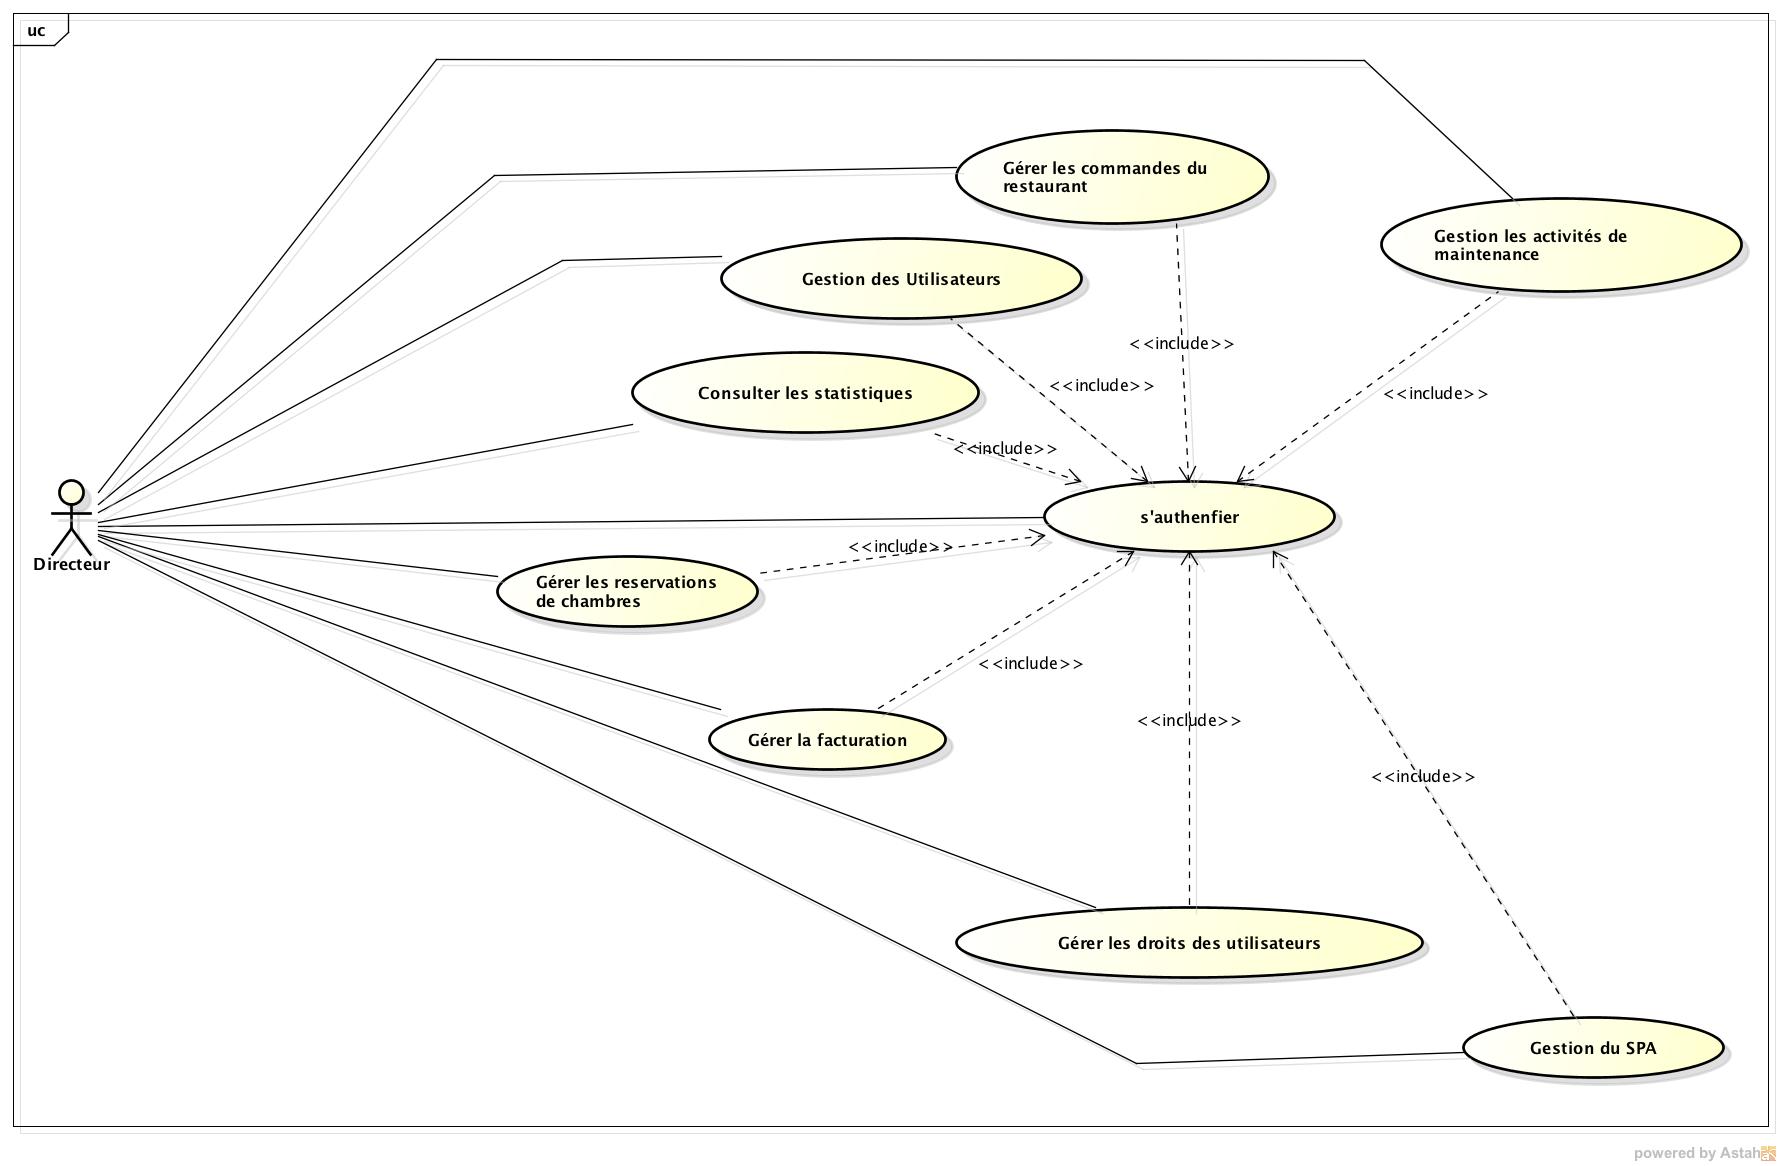 uc
Gérer les commandes du
restaurant
Gestion les activités de
maintenance
Gestion des Utilisateurs
<<include>>
<<include>>
Consulter les statistiques
<<include>>
<<include>>
s'authenfier
Directeur
<<include>>
Gérer les reservations
de chambres
<<include>>
Gérer la facturation
<<include>>
<<include>>
Gérer les droits des utilisateurs
Gestion du SPA
powered by Astah